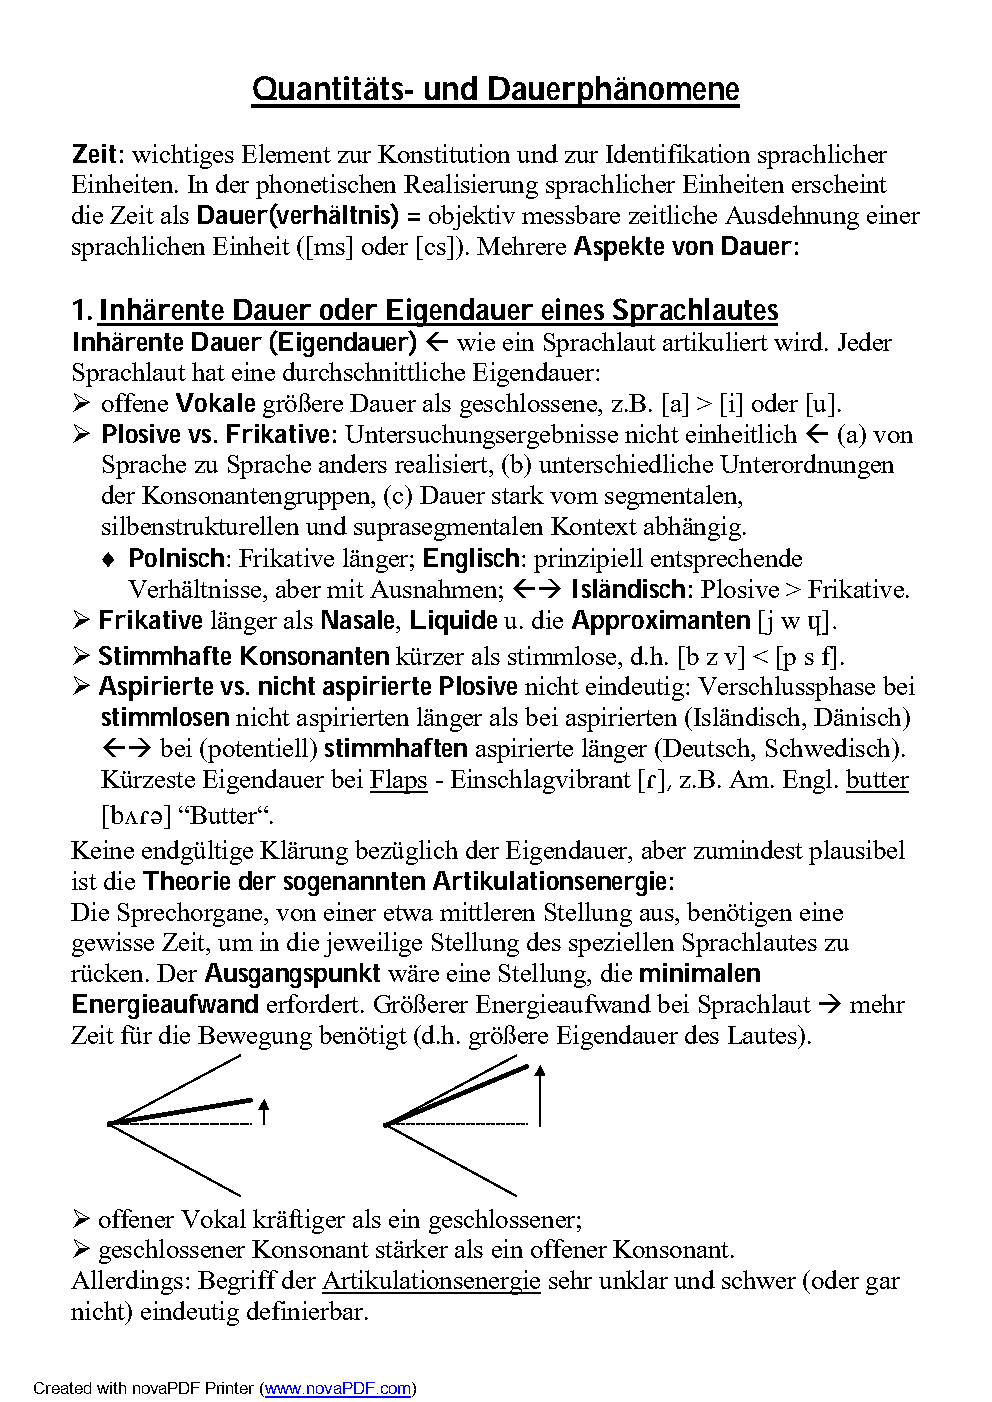 Quantitäts- und Dauerphänomene
Zeit: wichtiges Element zur Konstitution und zur Identifikation sprachlicher
Einheiten. In der phonetischen Realisierung sprachlicher Einheiten erscheint
die Zeit als Dauer(verhältnis) = objektiv messbare zeitliche Ausdehnung einer
sprachlichen Einheit ([ms] oder [cs]). Mehrere Aspekte von Dauer:
1. Inhärente Dauer oder Eigendauer eines Sprachlautes
Inhärente Dauer (Eigendauer) ← wie ein Sprachlaut artikuliert wird. Jeder
Sprachlaut hat eine durchschnittliche Eigendauer:
➢ offene Vokale größere Dauer als geschlossene, z.B. [a] > [i] oder [u].
➢ Plosive vs. Frikative: Untersuchungsergebnisse nicht einheitlich ← (a) von
Sprache zu Sprache anders realisiert, (b) unterschiedliche Unterordnungen
der Konsonantengruppen, (c) Dauer stark vom segmentalen,
silbenstrukturellen und suprasegmentalen Kontext abhängig.
♦ Polnisch: Frikative länger; Englisch: prinzipiell entsprechende
Verhältnisse, aber mit Ausnahmen; ←→ Isländisch: Plosive > Frikative.
➢ Frikative länger als Nasale, Liquide u. die Approximanten [j w ɥ].
➢ Stimmhafte Konsonanten kürzer als stimmlose, d.h. [b z v] < [p s f].
➢ Aspirierte vs. nicht aspirierte Plosive nicht eindeutig: Verschlussphase bei
stimmlosen nicht aspirierten länger als bei aspirierten (Isländisch, Dänisch)
←→ bei (potentiell) stimmhaften aspirierte länger (Deutsch, Schwedisch).
Kürzeste Eigendauer bei Flaps - Einschlagvibrant [ɾ], z.B. Am. Engl. butter
[bʌɾə] “Butter“.
Keine endgültige Klärung bezüglich der Eigendauer, aber zumindest plausibel
ist die Theorie der sogenannten Artikulationsenergie:
Die Sprechorgane, von einer etwa mittleren Stellung aus, benötigen eine
gewisse Zeit, um in die jeweilige Stellung des speziellen Sprachlautes zu
rücken. Der Ausgangspunkt wäre eine Stellung, die minimalen
Energieaufwand erfordert. Größerer Energieaufwand bei Sprachlaut → mehr
Zeit für die Bewegung benötigt (d.h. größere Eigendauer des Lautes).
➢ offener Vokal kräftiger als ein geschlossener;
➢ geschlossener Konsonant stärker als ein offener Konsonant.
Allerdings: Begriff der Artikulationsenergie sehr unklar und schwer (oder gar
nicht) eindeutig definierbar.
Created with novaPDF Printer (www.novaPDF.com)